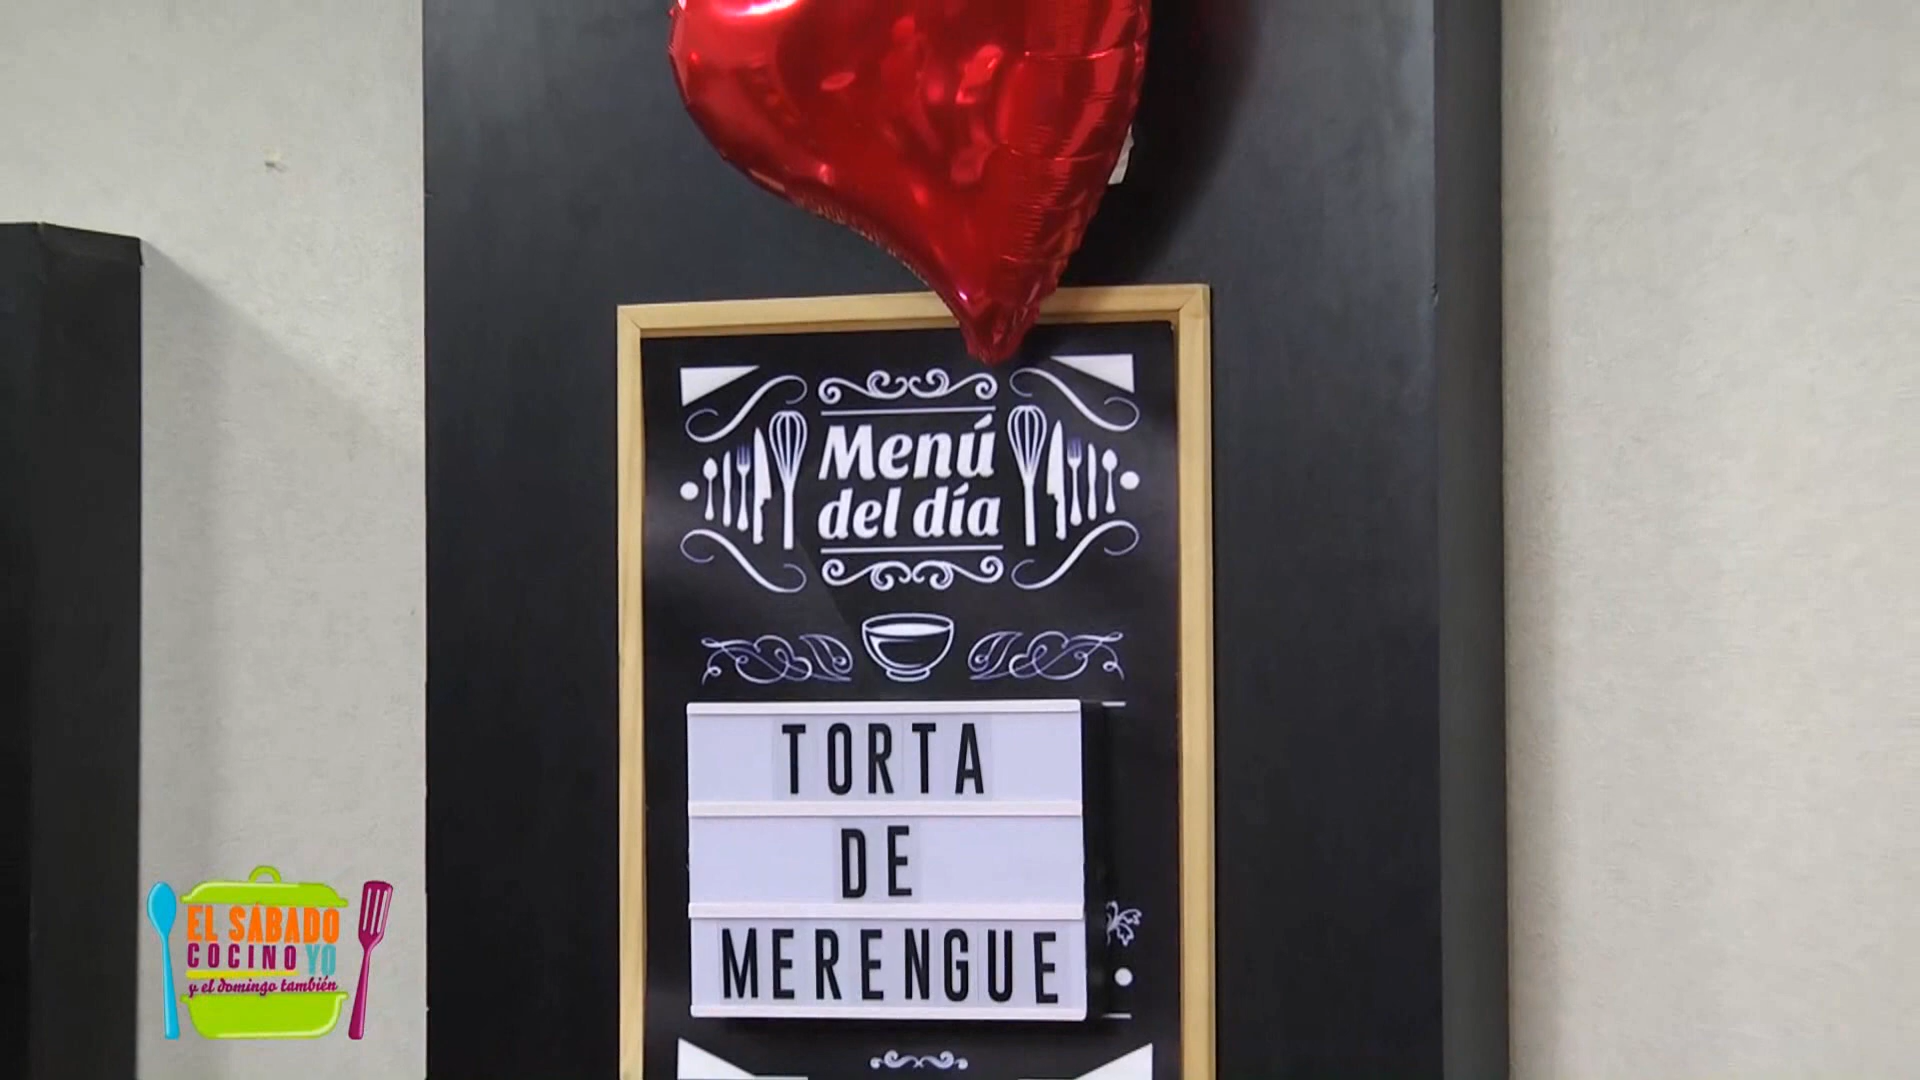 Menú
del día
TORTA
DE
MERENGUE
EL SÁBADO
COCINO YO
y el domingo también